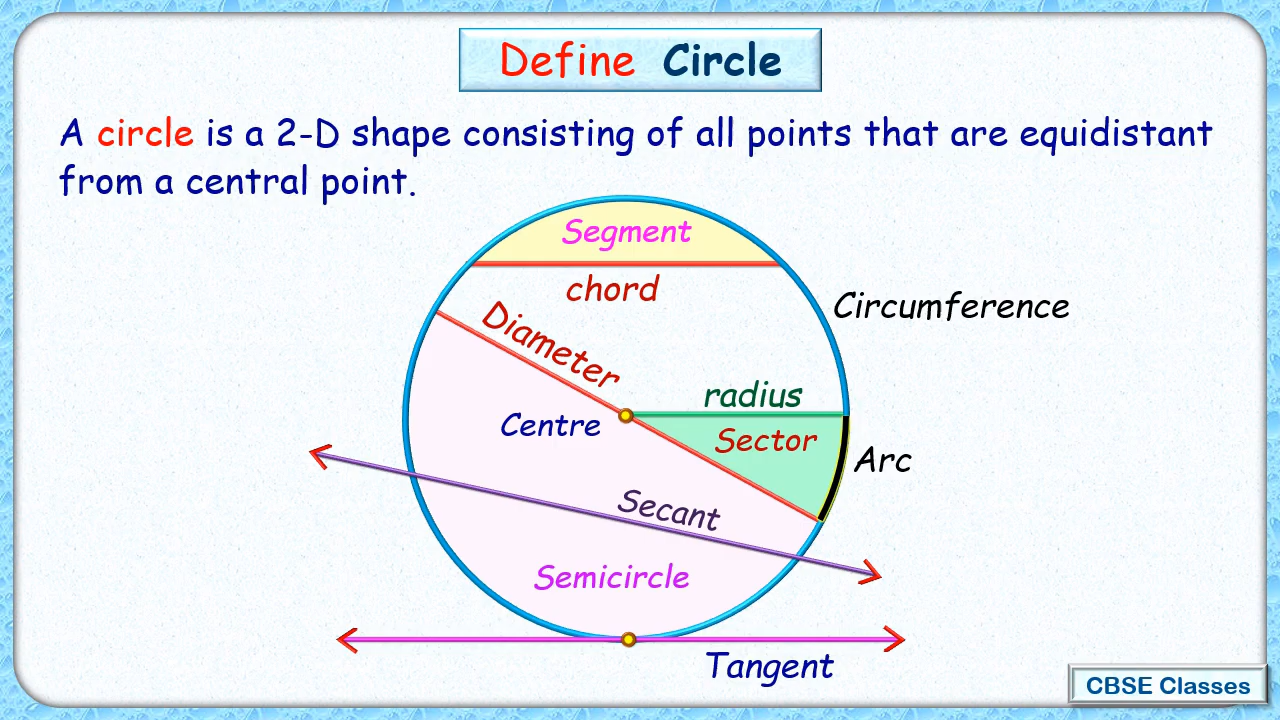 Define Circle
A circle is a 2-D shape consisting of all points that are equidistant
from a central point.
Segment
chord
Circumference
Diameter
radius
Centre
Sector
Arc
Secant
Semicircle
Tangent
CBSE Classes